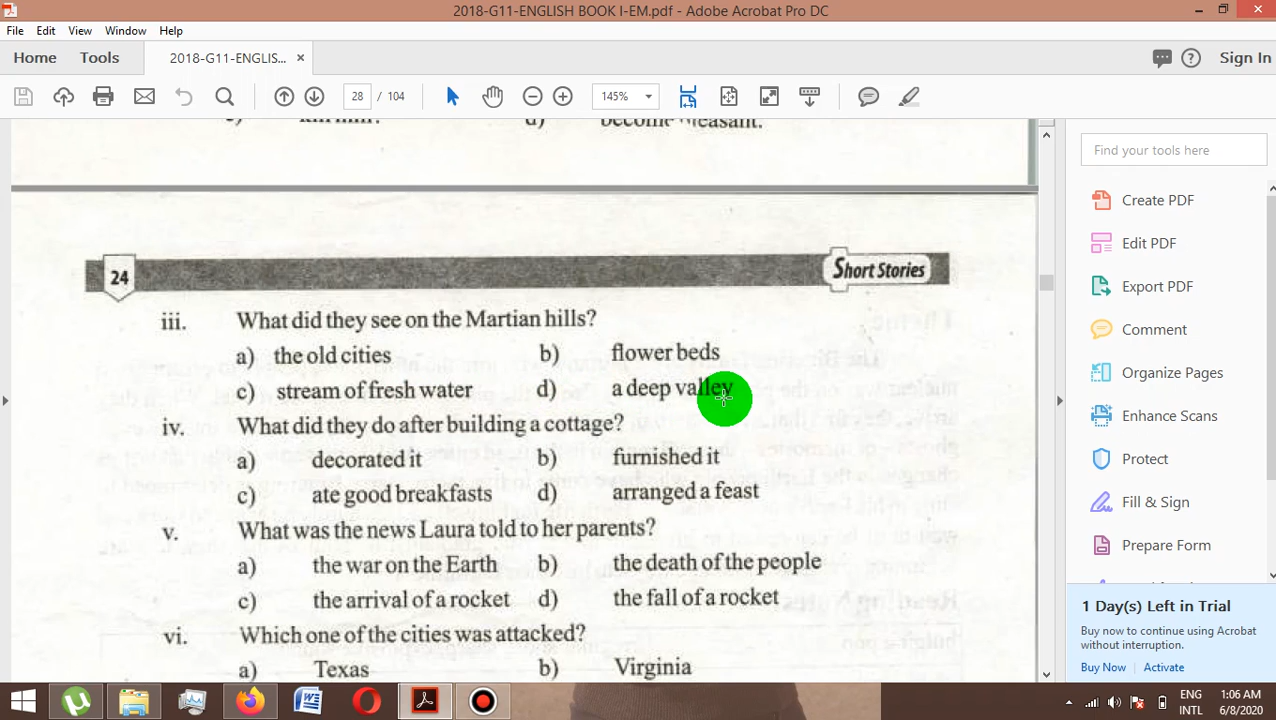 2018-G11-ENGLISH BOOK I-EM.pdf - Adobe Acrobat Pro DC
File Edit View Window Help
Home Tools 2018-G11-ENGLIS... × Sign In
28 / 104 145%
become pleasant.
24 Short Stories
iii. What did they see on the Martian hills?
a) the old cities b) flower beds
c) stream of fresh water d) a deep valley
iv. What did they do after building a cottage?
a) decorated it b) furnished it
c) ate good breakfasts d) arranged a feast
v. What was the news Laura told to her parents?
a) the war on the Earth b) the death of the people
c) the arrival of a rocket d) the fall of a rocket
vi. Which one of the cities was attacked?
a) Texas b) Virginia
Find your tools here
Create PDF
Edit PDF
Export PDF
Comment
Organize Pages
Enhance Scans
Protect
Fill & Sign
Prepare Form
1 Day(s) Left in Trial
Buy now to continue using Acrobat
without interruption.
Buy Now Activate
ENG 1:06 AM
INTL 6/8/2020